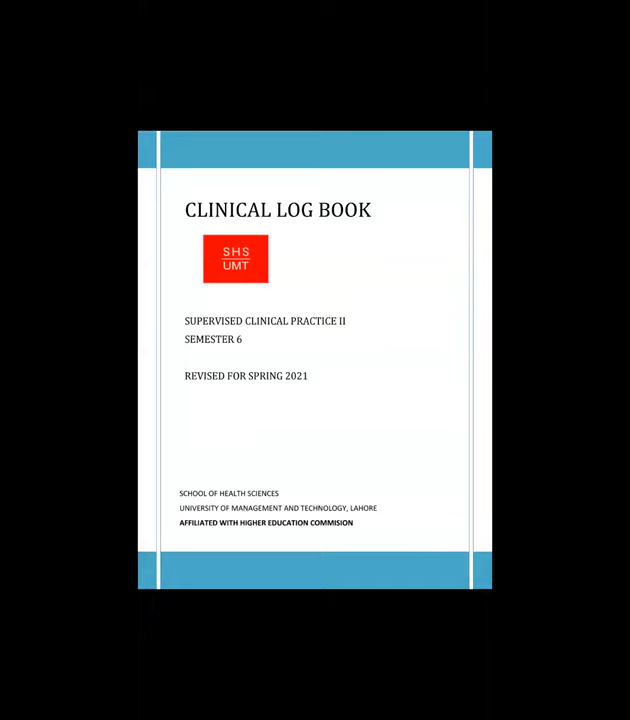 CLINICAL LOG BOOK
SHS
UMT
SUPERVISED CLINICAL PRACTICE II
SEMESTER 6
REVISED FOR SPRING 2021
SCHOOL OF HEALTH SCIENCES
UNIVERSITY OF MANAGEMENT AND TECHNOLOGY, LAHORE
AFFILIATED WITH HIGHER EDUCATION COMMISION